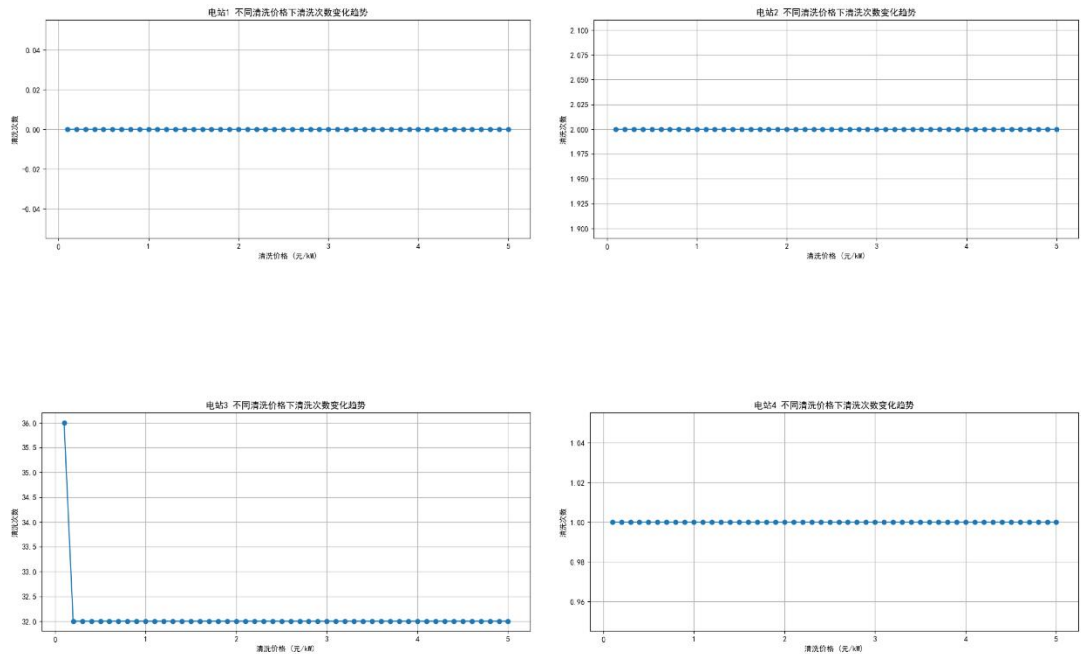 电站1 不同清洗价格下清洗次数变化趋势
0.04
0.02
0.00
-0.02
-0.04
清洗次数
0 1 2 3 4 5
清洗价格 (元/kW)
电站2 不同清洗价格下清洗次数变化趋势
2.100
2.075
2.050
2.025
2.000
1.975
1.950
1.925
1.900
清洗次数
0 1 2 3 4 5
清洗价格 (元/kW)
电站3 不同清洗价格下清洗次数变化趋势
36.0
35.5
35.0
34.5
34.0
33.5
33.0
32.5
32.0
清洗次数
0 1 2 3 4 5
清洗价格 (元/kW)
电站4 不同清洗价格下清洗次数变化趋势
1.04
1.02
1.00
0.98
0.96
清洗次数
0 1 2 3 4 5
清洗价格 (元/kW)